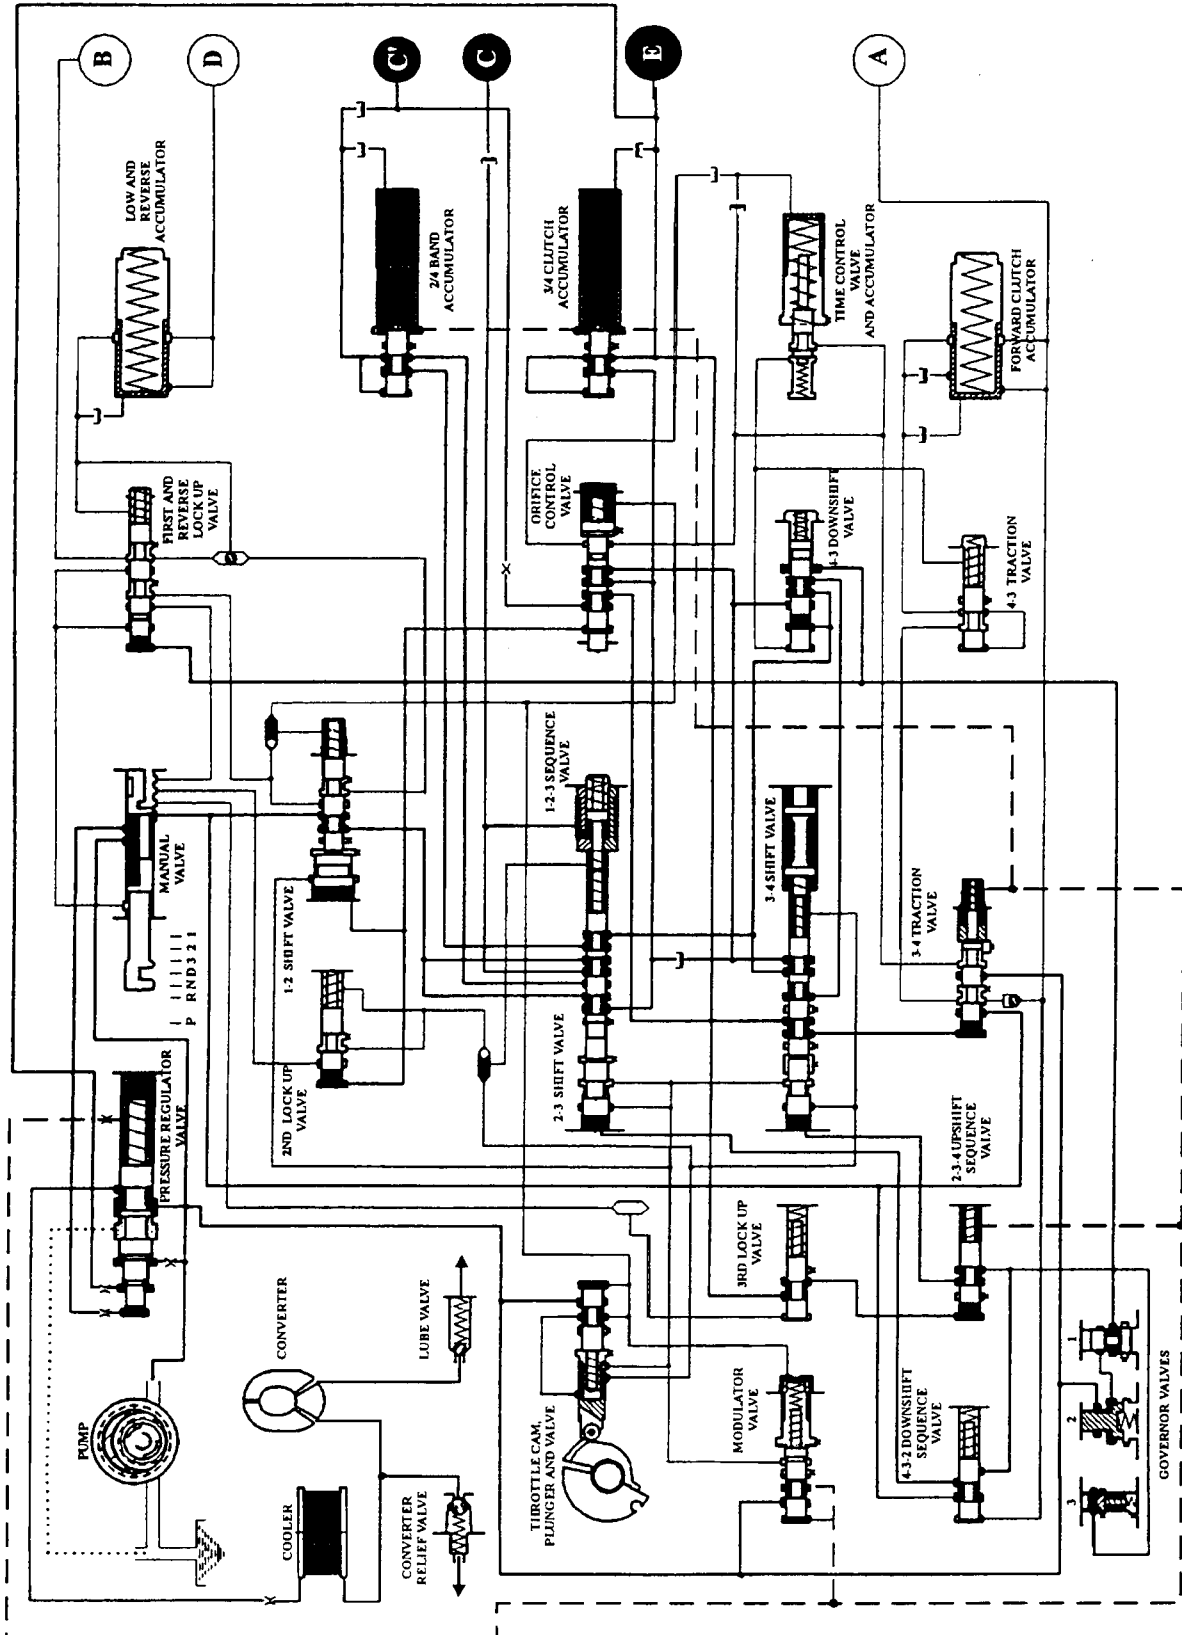 PUMP
PRESSURE REGULATOR
VALVE
MANUAL
VALVE
P R N D 3 2 1
FIRST AND
REVERSE
LOCK UP
VALVE
LOW AND
REVERSE
ACCUMULATOR
B
D
COOLER
CONVERTER
2ND LOCK UP
VALVE
1-2 SHIFT VALVE
CONVERTER
RELIEF VALVE
LUBE VALVE
2/4 BAND
ACCUMULATOR
C'
C
THROTTLE CAM,
PLUNGER AND VALVE
2-3 SHIFT VALVE
1-2-3 SEQUENCE
VALVE
ORIFICE
CONTROL
VALVE
3/4 CLUTCH
ACCUMULATOR
E
MODULATOR
VALVE
3RD LOCK UP
VALVE
3-4 SHIFT VALVE
4-3 DOWNSHIFT
VALVE
TIME CONTROL
VALVE
AND ACCUMULATOR
A
4-3-2 DOWNSHIFT
SEQUENCE
VALVE
2-3-4 UPSHIFT
SEQUENCE
VALVE
3-4 TRACTION
VALVE
4-3 TRACTION
VALVE
FORWARD CLUTCH
ACCUMULATOR
3
2
1
GOVERNOR VALVES